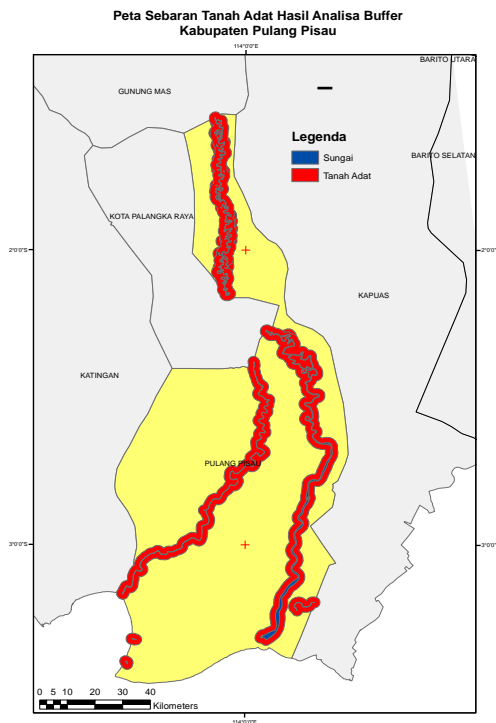 Peta Sebaran Tanah Adat Hasil Analisa Buffer
Kabupaten Pulang Pisau
114°0'0"E
BARITO UTARA
GUNUNG MAS
Legenda
Sungai
Tanah Adat
BARITO SELATAN
KOTA PALANGKA RAYA
2°0'0"S
2°0'0"S
KAPUAS
KATINGAN
PULANG PISAU
3°0'0"S
3°0'0"S
0 5 10 20 30 40
Kilometers
114°0'0"E